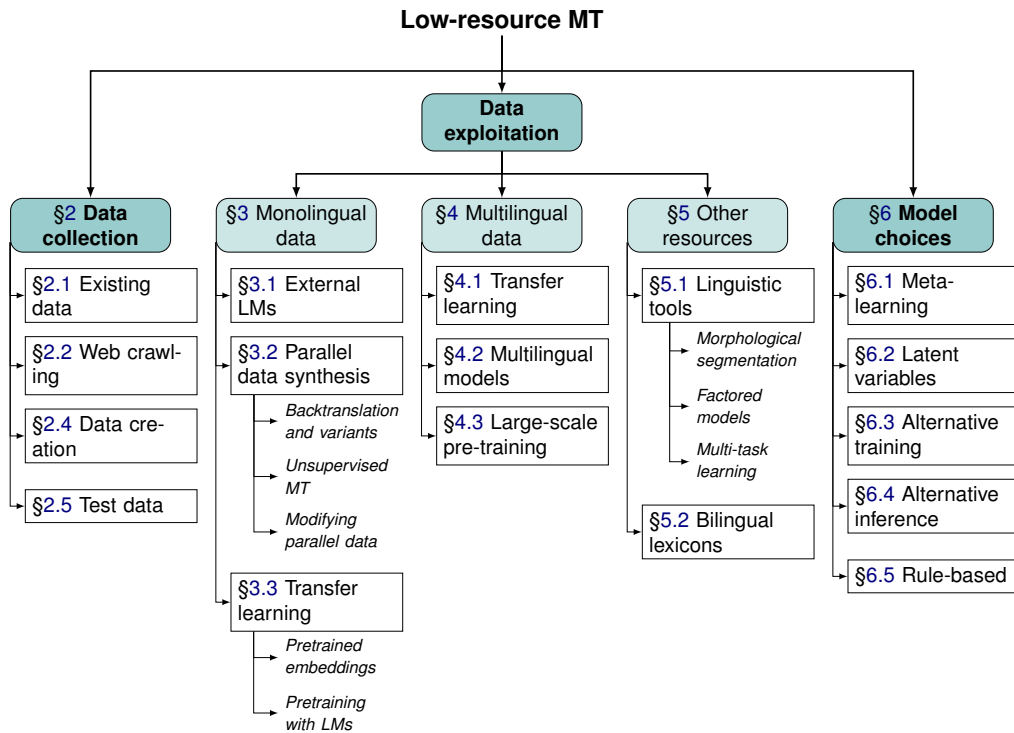 Low-resource MT
Data
exploitation
§2 Data
collection
§2.1 Existing
data
§2.2 Web crawl-
ing
§2.4 Data cre-
ation
§2.5 Test data
§3 Monolingual
data
§3.1 External
LMs
§3.2 Parallel
data synthesis
Backtranslation
and variants
Unsupervised
MT
Modifying
parallel data
§3.3 Transfer
learning
Pretrained
embeddings
Pretraining
with LMs
§4 Multilingual
data
§4.1 Transfer
learning
§4.2 Multilingual
models
§4.3 Large-scale
pre-training
§5 Other
resources
§5.1 Linguistic
tools
Morphological
segmentation
Factored
models
Multi-task
learning
§5.2 Bilingual
lexicons
§6 Model
choices
§6.1 Meta-
learning
§6.2 Latent
variables
§6.3 Alternative
training
§6.4 Alternative
inference
§6.5 Rule-based